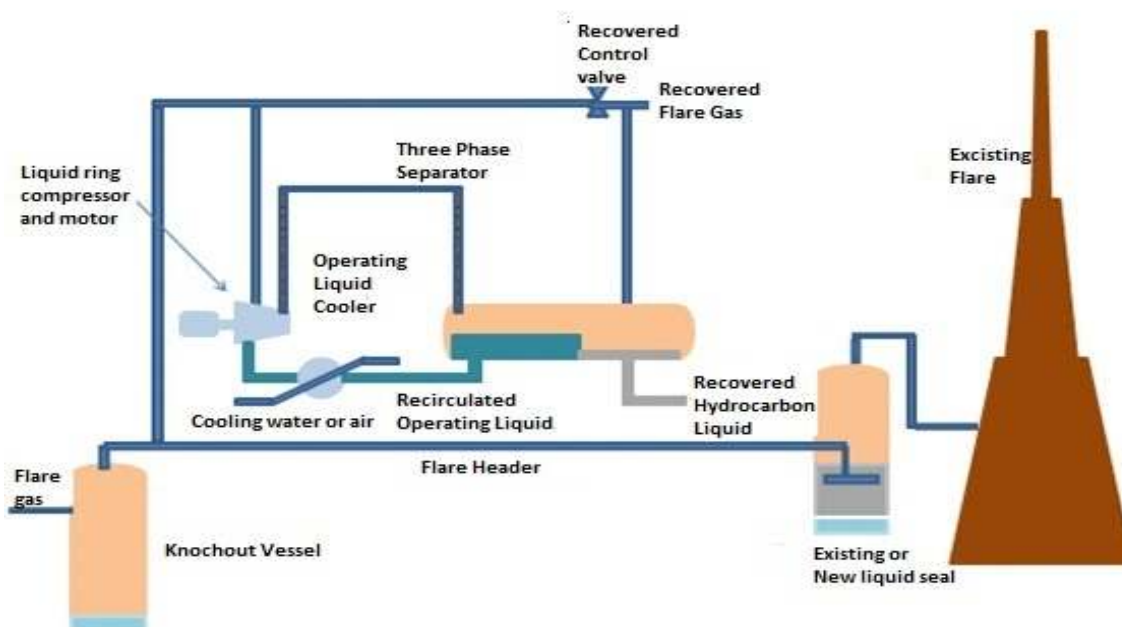 Recovered
Control
valve
Recovered
Flare Gas
Three Phase
Separator
Liquid ring
compressor
and motor
Excisting
Flare
Operating
Liquid
Cooler
Cooling water or air
Recirculated
Operating Liquid
Recovered
Hydrocarbon
Liquid
Flare Header
Flare
gas
Knochout Vessel
Existing or
New liquid seal